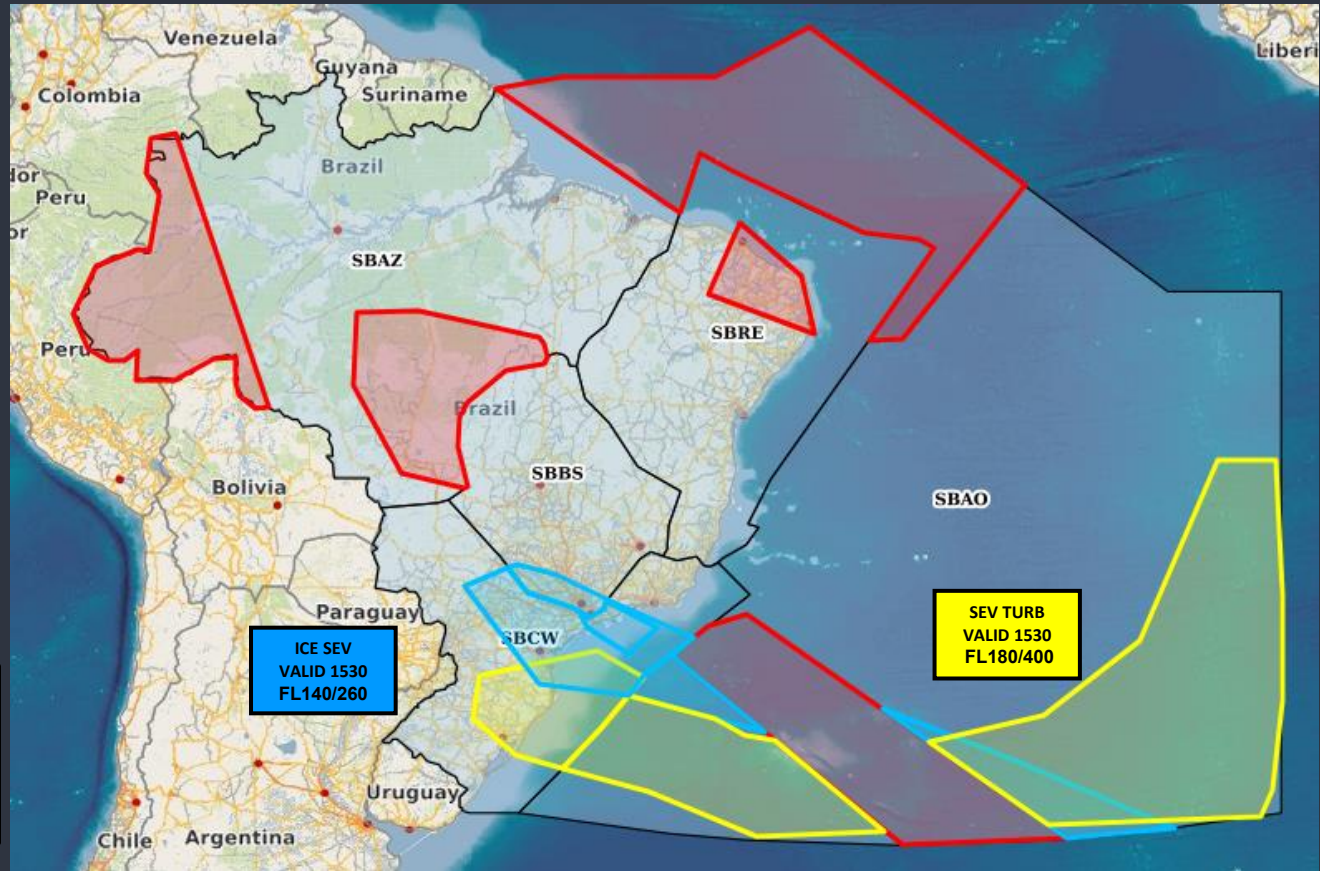 Venezuela
Guyana
Liberi
Colombia
Suriname
Brazil
dor
Peru
or
SBAZ
SBRE
Peru
Brazil
SBBS
Bolivia
SBAO
Paraguay
SBCW
ICE SEV
VALID 1530
FL140/260
SEV TURB
VALID 1530
FL180/400
Uruguay
Chile
Argentina